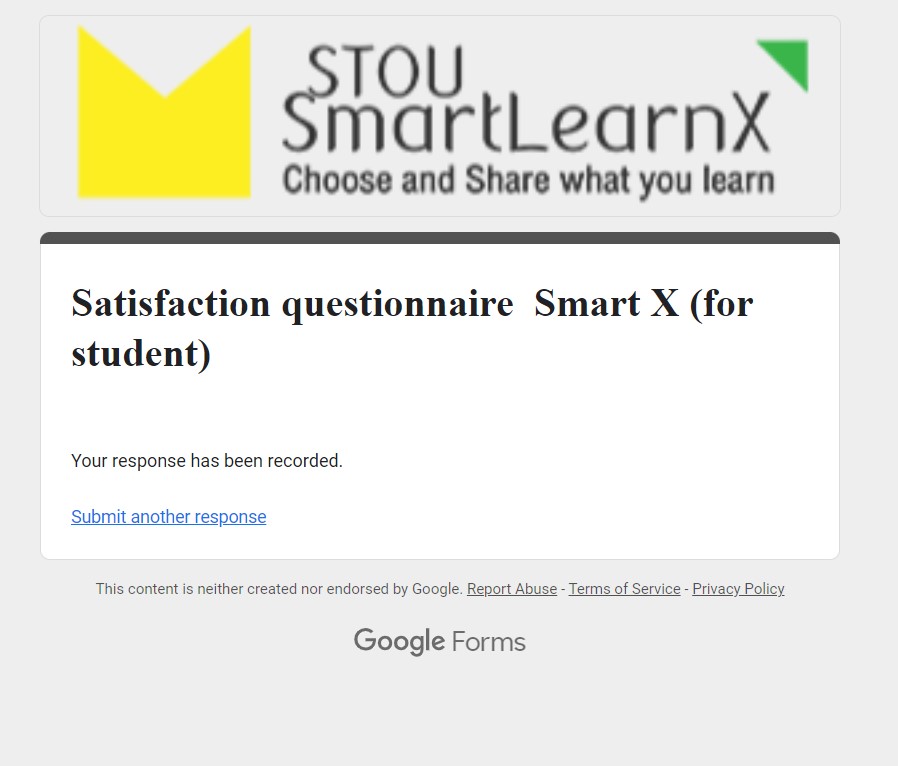 STOU
SmartLearnX
Choose and Share what you learn
Satisfaction questionnaire  Smart X (for
student)
Your response has been recorded.
Submit another response
This content is neither created nor endorsed by Google. Report Abuse - Terms of Service - Privacy Policy
Google Forms